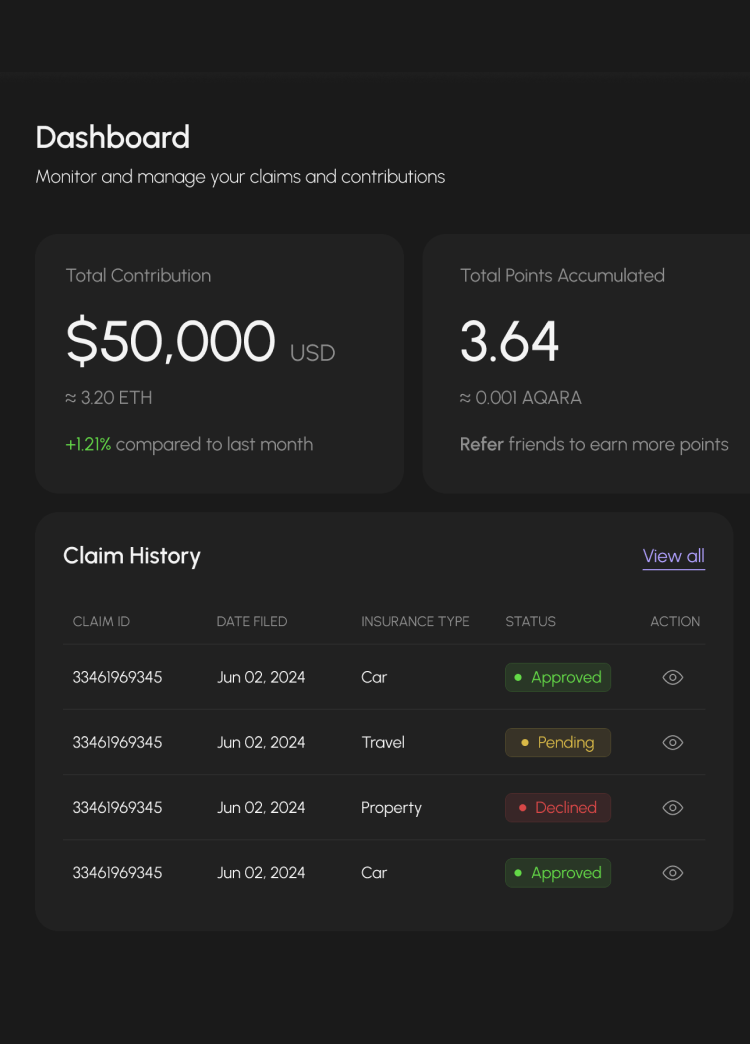 Dashboard
Monitor and manage your claims and contributions
Total Contribution
$50,000 USD
≈ 3.20 ETH
+1.21% compared to last month
Total Points Accumulated
3.64
≈ 0.001 AQARA
Refer friends to earn more points
Claim History
View all
CLAIM ID DATE FILED INSURANCE TYPE STATUS ACTION
33461969345 Jun 02, 2024 Car Approved
33461969345 Jun 02, 2024 Travel Pending
33461969345 Jun 02, 2024 Property Declined
33461969345 Jun 02, 2024 Car Approved